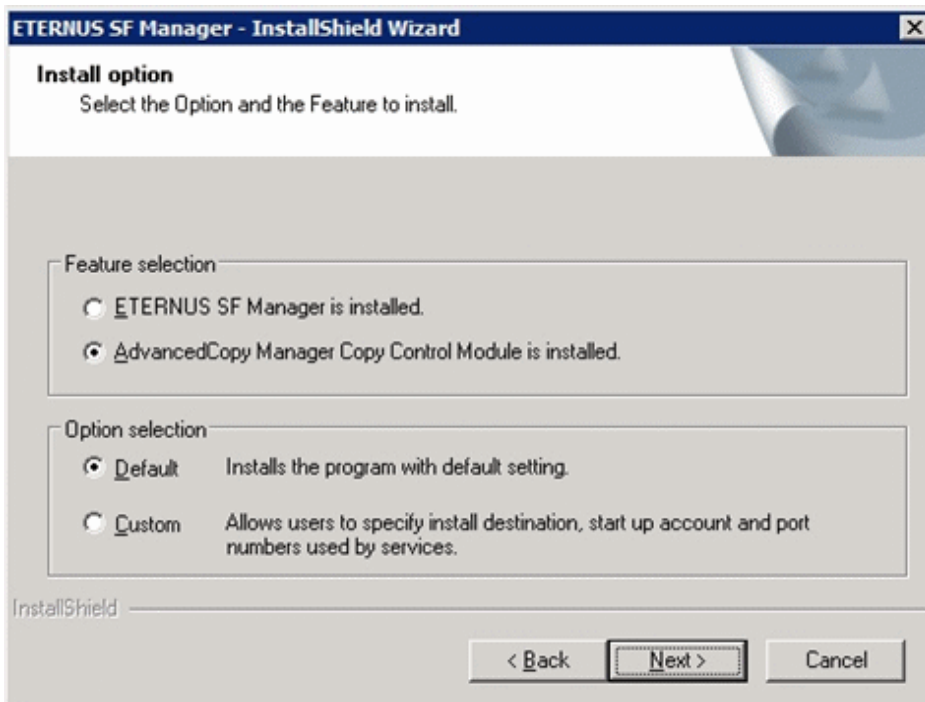 ETERNUS SF Manager - InstallShield Wizard
Install option
Select the Option and the Feature to install.
Feature selection
ETERNUS SF Manager is installed.
AdvancedCopy Manager Copy Control Module is installed.
Option selection
Default Installs the program with default setting.
Custom Allows users to specify install destination, start up account and port
numbers used by services.
InstallShield
< Back Next > Cancel